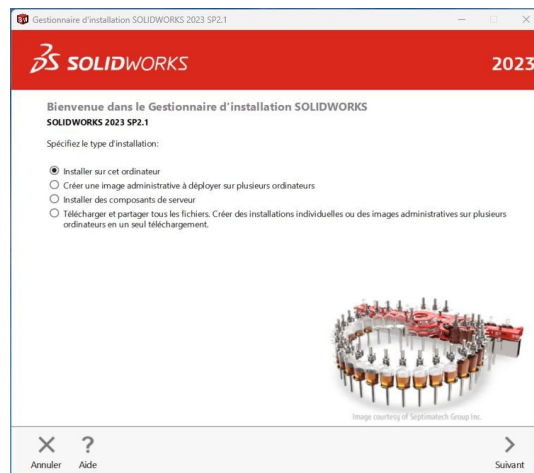 Gestionnaire d'installation SOLIDWORKS 2023 SP2.1
SOLIDWORKS
2023
Bienvenue dans le Gestionnaire d'installation SOLIDWORKS
SOLIDWORKS 2023 SP2.1
Spécifiez le type d'installation:
Installer sur cet ordinateur
Créer une image administrative à déployer sur plusieurs ordinateurs
Installer des composants de serveur
Télécharger et partager tous les fichiers. Créer des installations individuelles ou des images administratives sur plusieurs
ordinateurs en un seul téléchargement.
Image courtesy of Septimatech Group Inc.
Annuler
Aide
Suivant